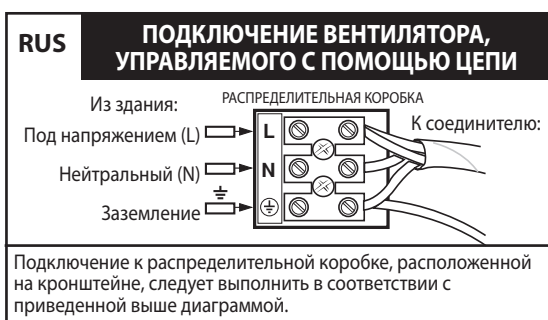 RUS
ПОДКЛЮЧЕНИЕ ВЕНТИЛЯТОРА,
УПРАВЛЯЕМОГО С ПОМОЩЬЮ ЦЕПИ
Из здания:
РАСПРЕДЕЛИТЕЛЬНАЯ КОРОБКА
К соединителю:
Под напряжением (L)
L
Нейтральный (N)
N
Заземление
Подключение к распределительной коробке, расположенной
на кронштейне, следует выполнить в соответствии с
приведенной выше диаграммой.